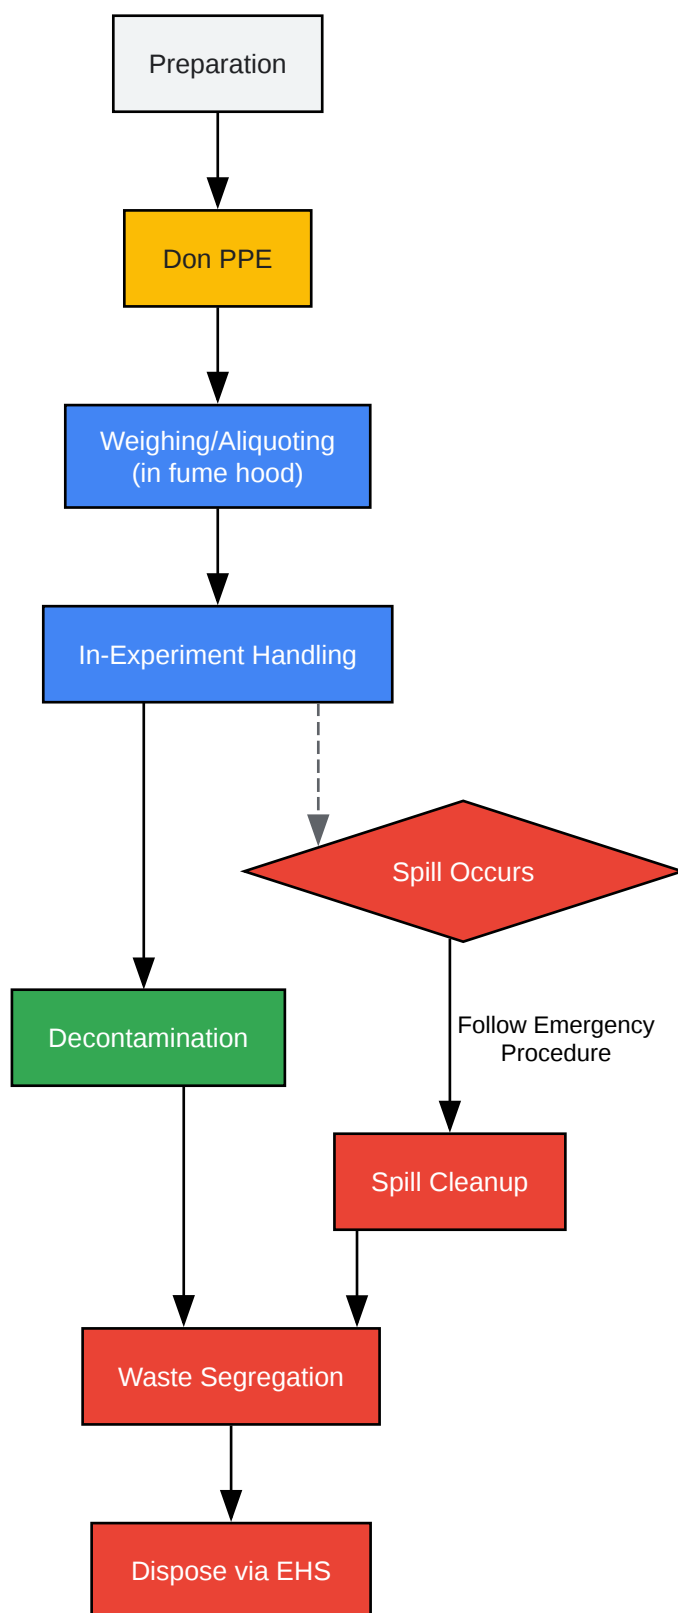 Preparation
Don PPE
Weighing/Aliquoting
(in fume hood)
In-Experiment Handling
Spill Occurs
Follow Emergency
Procedure
Decontamination
Spill Cleanup
Waste Segregation
Dispose via EHS